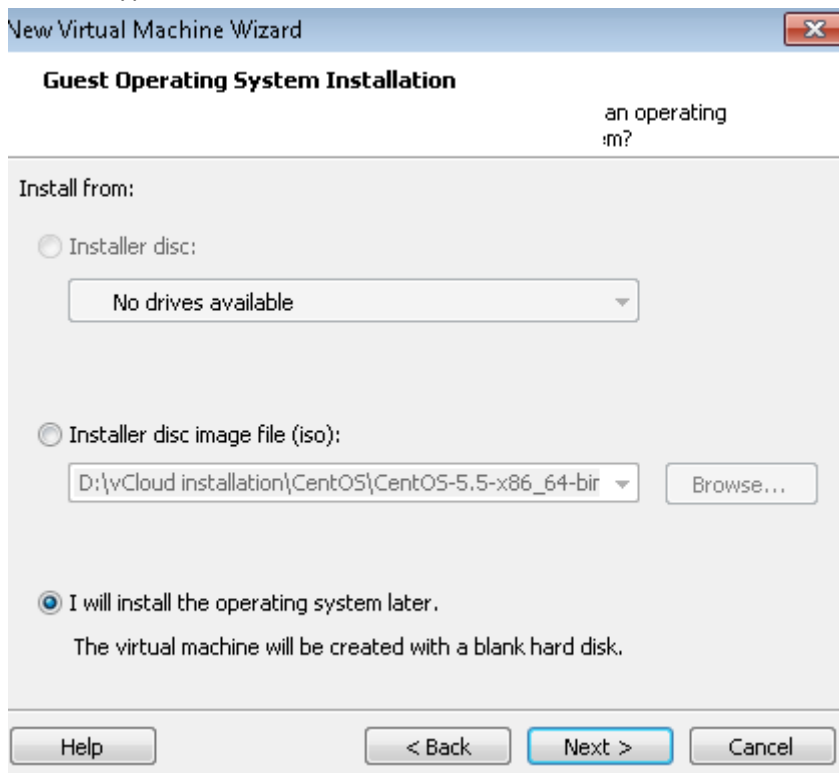 New Virtual Machine Wizard
Guest Operating System Installation
an operating
m?
Install from:
Installer disc:
No drives available
Installer disc image file (iso):
D:\vCloud installation\CentOS\CentOS-5.5-x86_64-bin
Browse...
I will install the operating system later.
The virtual machine will be created with a blank hard disk.
Help
< Back
Next >
Cancel